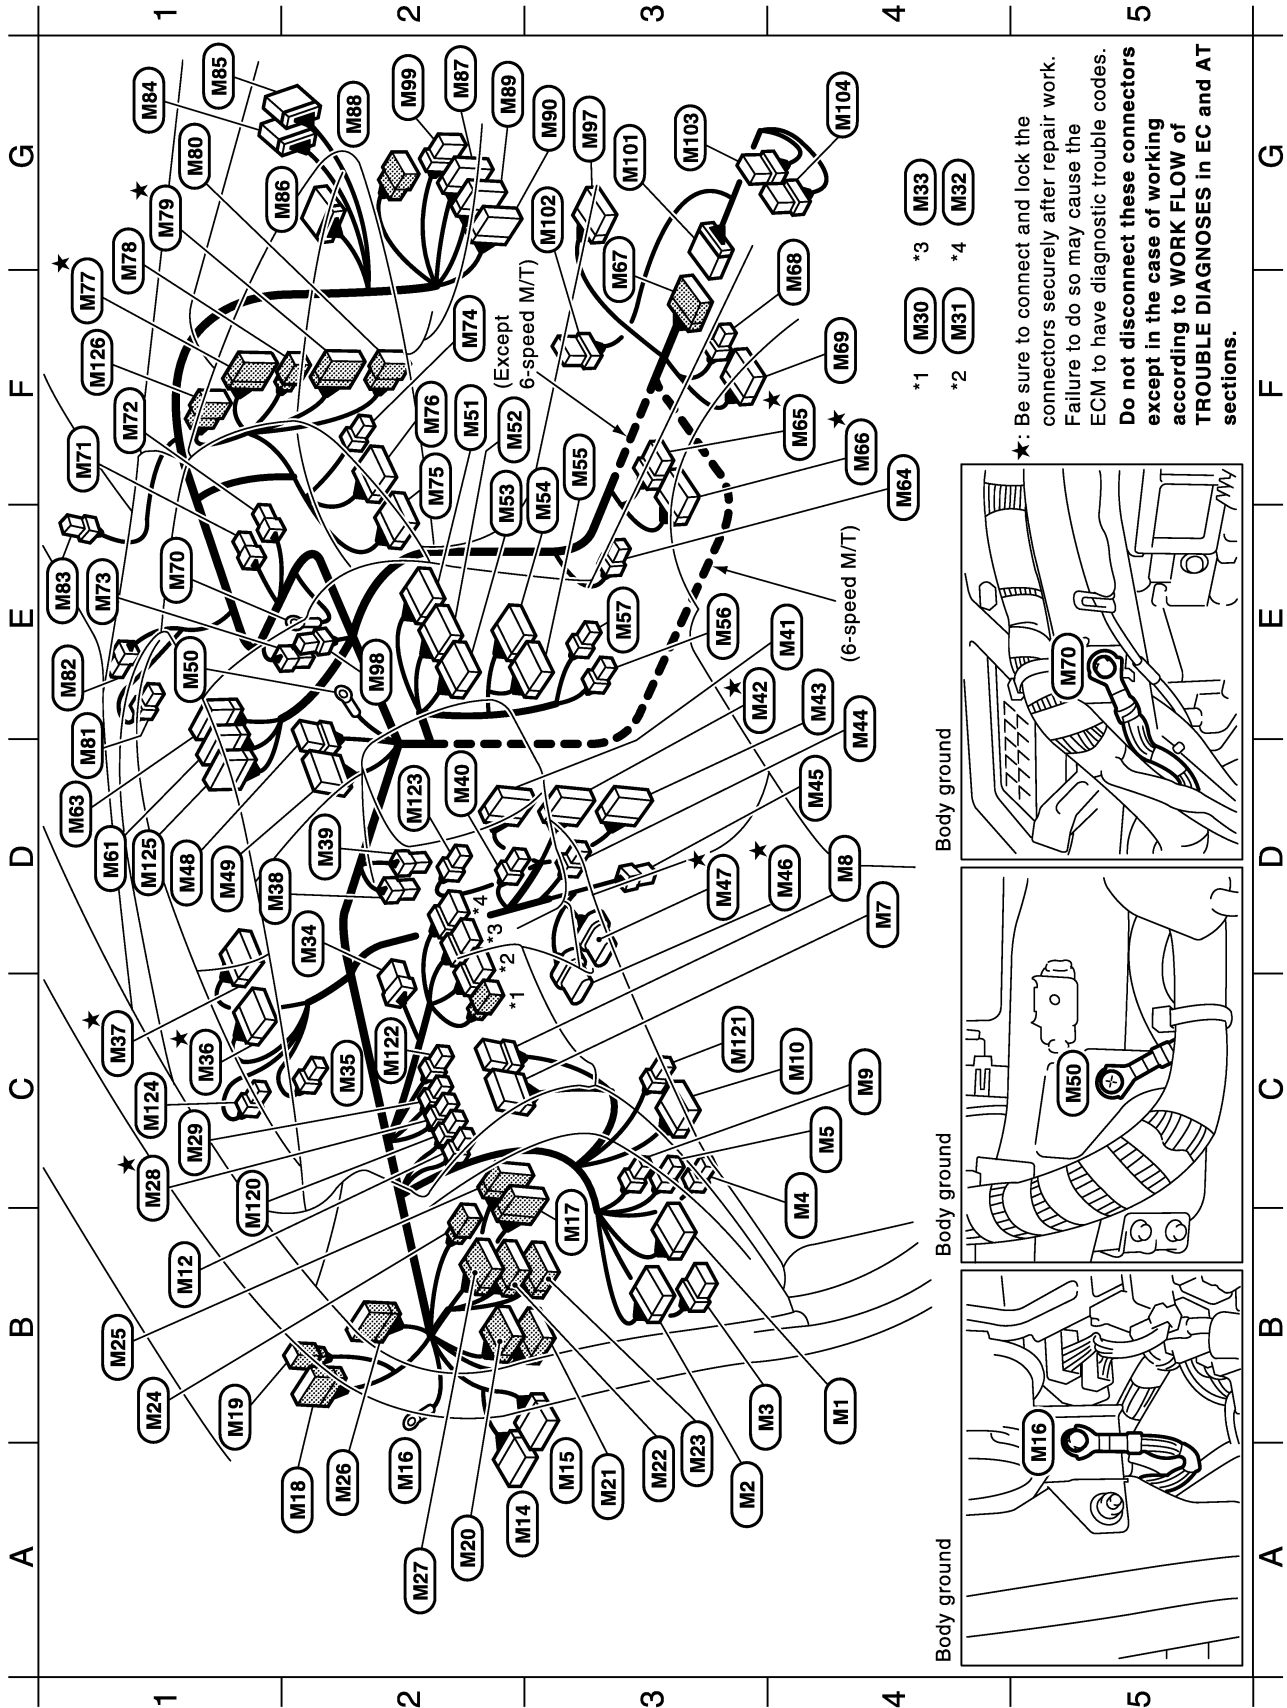 A
B
C
D
E
F
G
1
M84
M85
M80
M79
★
M78
M86
M88
M77
★
M126
M72
M71
M83
M73
M70
M82
M50
M81
M63
M61
M125
M48
M49
M38
M39
M34
★
M37
★
M36
M124
M35
M29
★
M28
M120
M12
M25
M24
M19
M18
M26
2
M99
M87
M89
M90
M74
(Except
6-speed M/T)
M76
M51
M52
M75
M53
M54
M98
M123
M40
M122
*4
*3
*2
*1
M16
M27
M20
M14
3
M97
M102
M101
M67
M103
M55
M57
M56
★
M42
M41
★
M47
M121
M17
M15
M21
M22
M23
M2
M3
4
M104
M68
M69
★
M65
★
M66
M64
(6-speed M/T)
M43
M44
M45
★
M46
M8
M7
M10
M9
M5
M4
M1
*1 M30 *3 M33
*2 M31 *4 M32
5
★: Be sure to connect and lock the
connectors securely after repair work.
Failure to do so may cause the
ECM to have diagnostic trouble codes.
Do not disconnect these connectors
except in the case of working
according to WORK FLOW of
TROUBLE DIAGNOSES in EC and AT
sections.
Body ground
M16
Body ground
M50
Body ground
M70
1
2
3
4
5
A
B
C
D
E
F
G